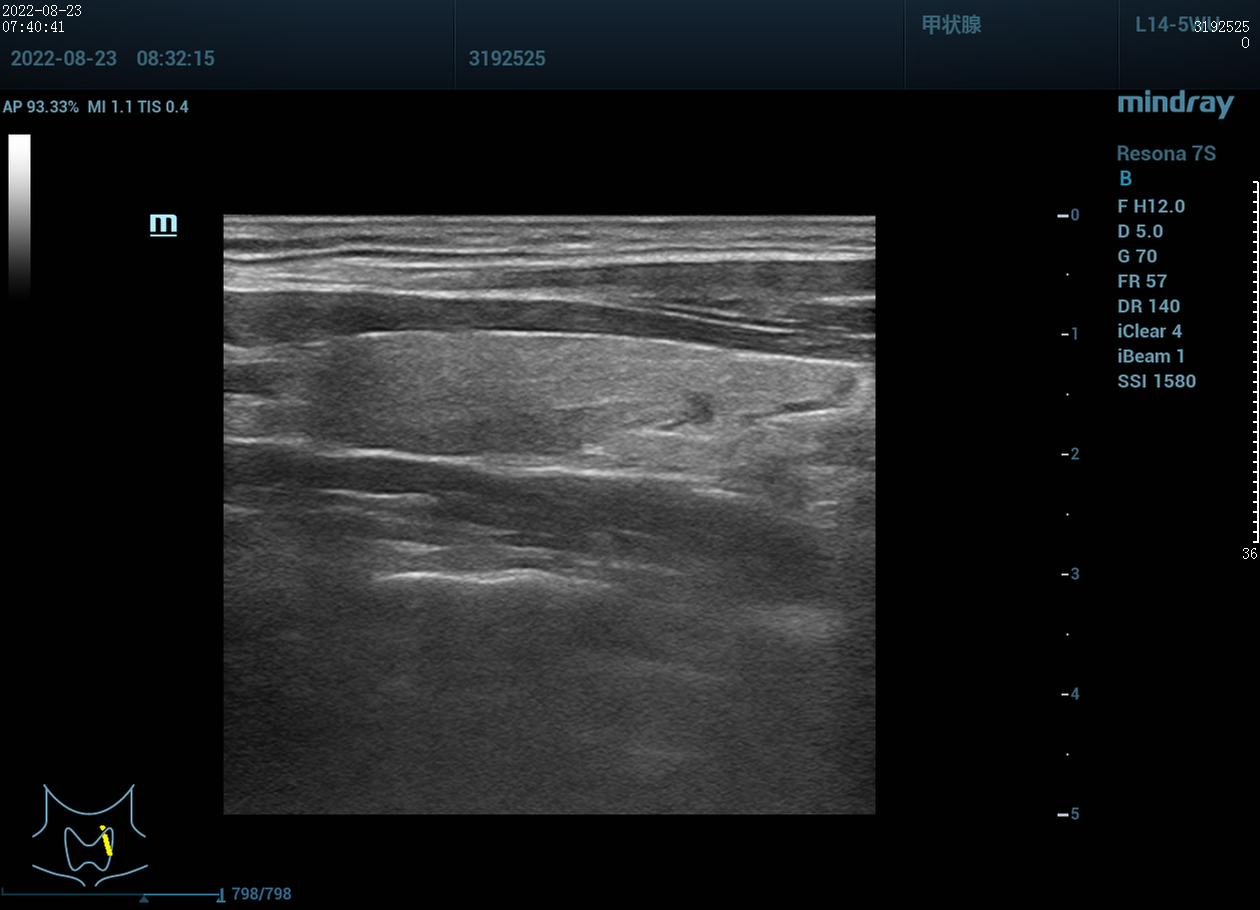 2022-08-23
07:40:41
2022-08-23 08:32:15
3192525
甲状腺
L14-5WU
3192525
0
AP 93.33% MI 1.1 TIS 0.4
mindray
Resona 7S
B
F H12.0
D 5.0
G 70
FR 57
DR 140
iClear 4
iBeam 1
SSI 1580
m
0
1
2
3
4
5
36
798/798